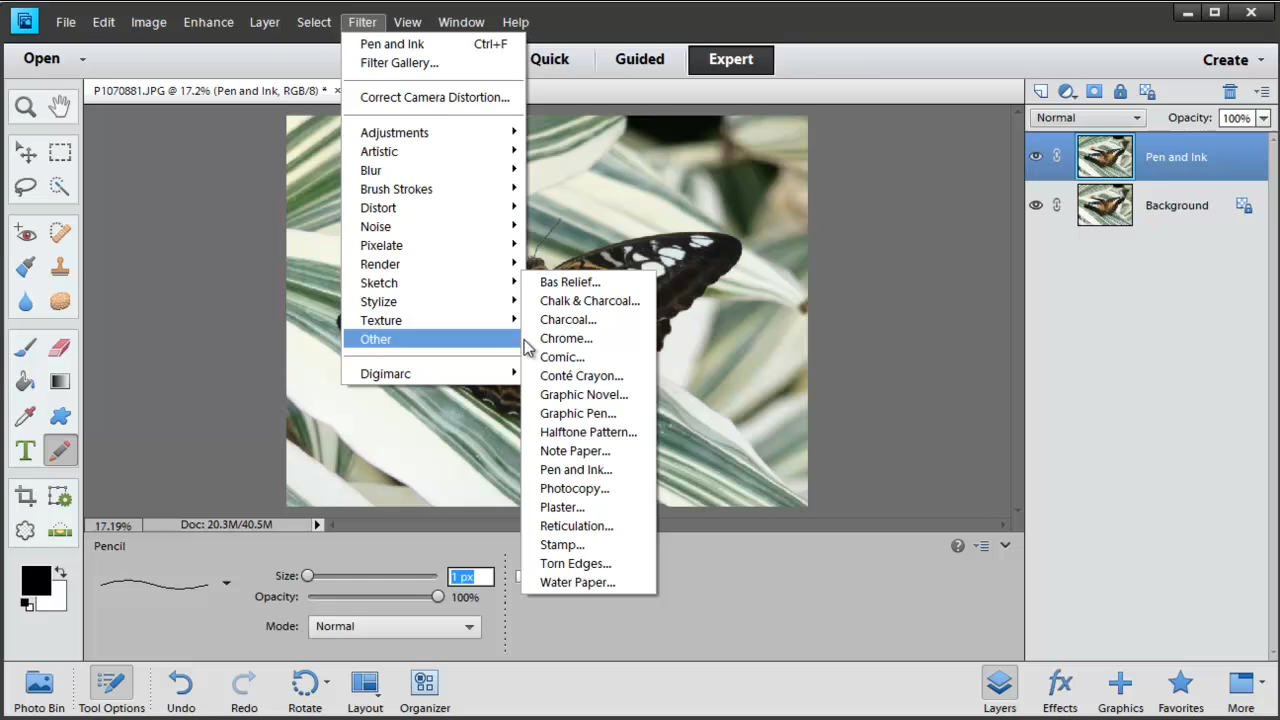 File Edit Image Enhance Layer Select Filter View Window Help
Open
Quick Guided Expert
Create
P1070881.JPG @ 17.2% (Pen and Ink, RGB/8) *
Pen and Ink Ctrl+F
Filter Gallery...
Correct Camera Distortion...
Adjustments
Artistic
Blur
Brush Strokes
Distort
Noise
Pixelate
Render
Sketch
Stylize
Texture
Other
Digimarc
Bas Relief...
Chalk & Charcoal...
Charcoal...
Chrome...
Comic...
Conté Crayon...
Graphic Novel...
Graphic Pen...
Halftone Pattern...
Note Paper...
Pen and Ink...
Photocopy...
Plaster...
Reticulation...
Stamp...
Torn Edges...
Water Paper...
Normal Opacity: 100%
Pen and Ink
Background
17.19% Doc: 20.3M/40.5M
Pencil
Size: 1 px
Opacity: 100%
Mode: Normal
Photo Bin Tool Options Undo Redo Rotate Layout Organizer Layers Effects Graphics Favorites More